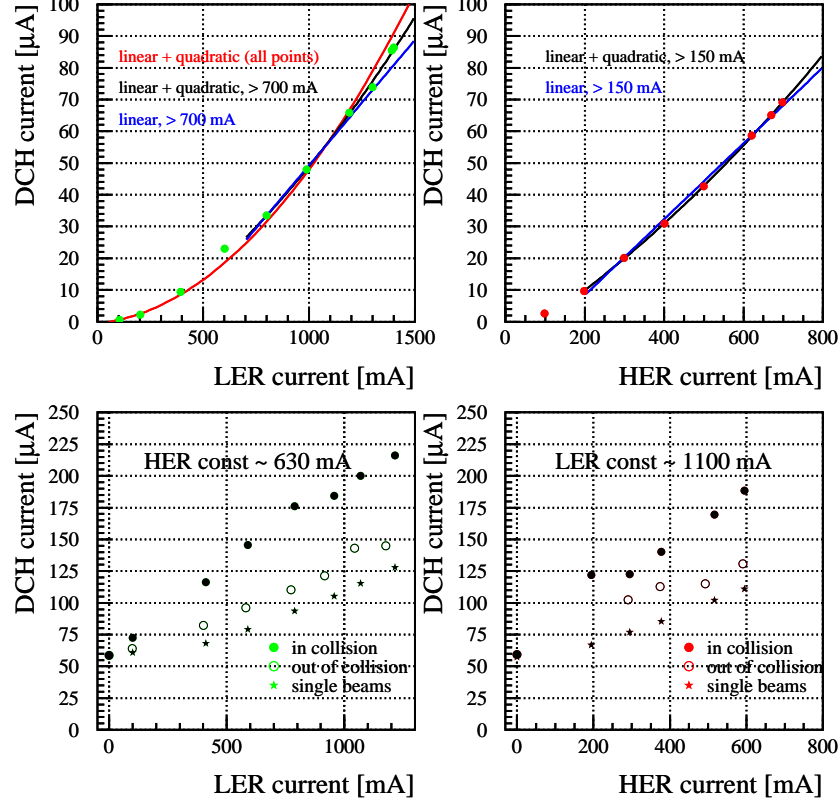 DCH current [μA]
100
90
80
70
60
50
40
30
20
10
0
linear + quadratic (all points)
linear + quadratic, > 700 mA
linear, > 700 mA
0 500 1000 1500
LER current [mA]
DCH current [μA]
100
90
80
70
60
50
40
30
20
10
0
linear + quadratic, > 150 mA
linear, > 150 mA
0 200 400 600 800
HER current [mA]
DCH current [μA]
250
225
200
175
150
125
100
75
50
25
0
HER const ~ 630 mA
in collision
out of collision
single beams
0 500 1000
LER current [mA]
DCH current [μA]
250
225
200
175
150
125
100
75
50
25
0
LER const ~ 1100 mA
in collision
out of collision
single beams
0 200 400 600 800
HER current [mA]